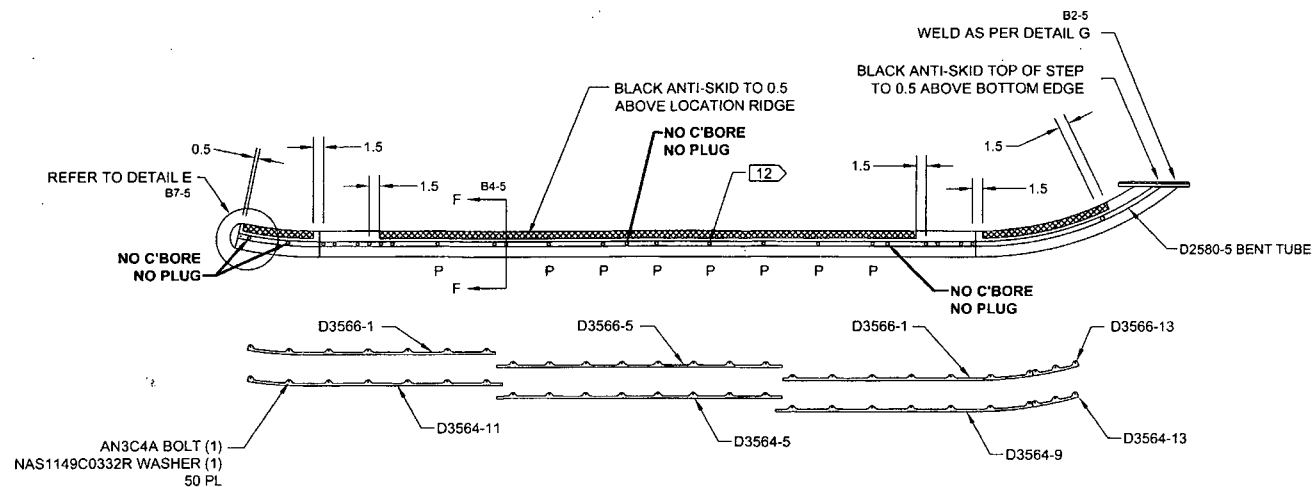 B2-5
WELD AS PER DETAIL G
BLACK ANTI-SKID TOP OF STEP
TO 0.5 ABOVE BOTTOM EDGE
BLACK ANTI-SKID TO 0.5
ABOVE LOCATION RIDGE
NO C'BORE
NO PLUG
12
0.5
1.5
1.5
1.5
1.5
1.5
REFER TO DETAIL E
B7-5
F
B4-5
F
NO C'BORE
NO PLUG
D2580-5 BENT TUBE
P
P
P
P
P
P
P
P
NO C'BORE
NO PLUG
D3566-1
D3566-5
D3566-1
D3566-13
D3564-11
D3564-5
D3564-9
D3564-13
AN3C4A BOLT (1)
NAS1149C0332R WASHER (1)
50 PL